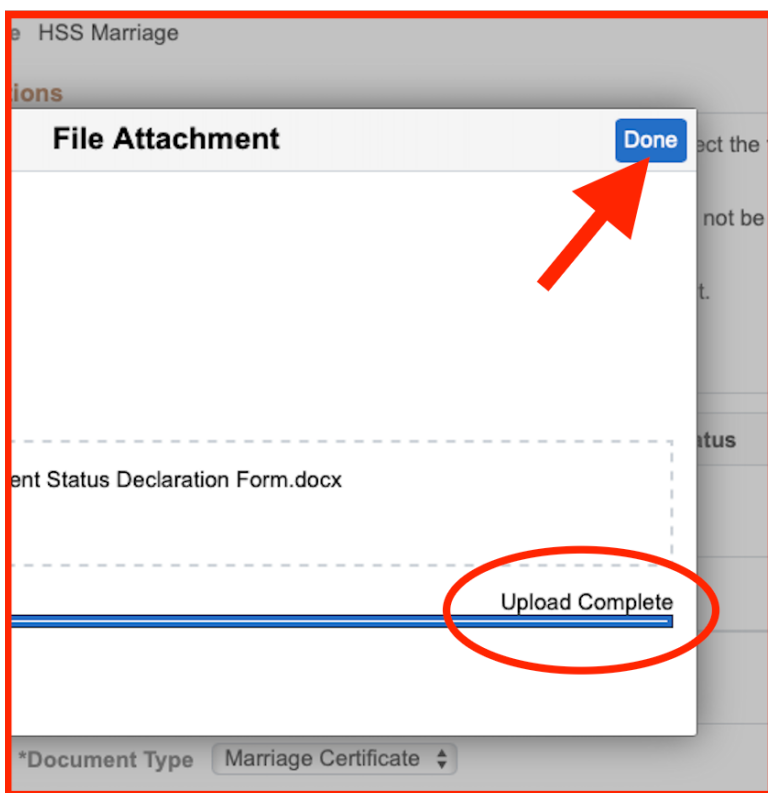 e HSS Marriage
ions
File Attachment
Done
ect the
not be
t.
atus
ent Status Declaration Form.docx
Upload Complete
*Document Type Marriage Certificate